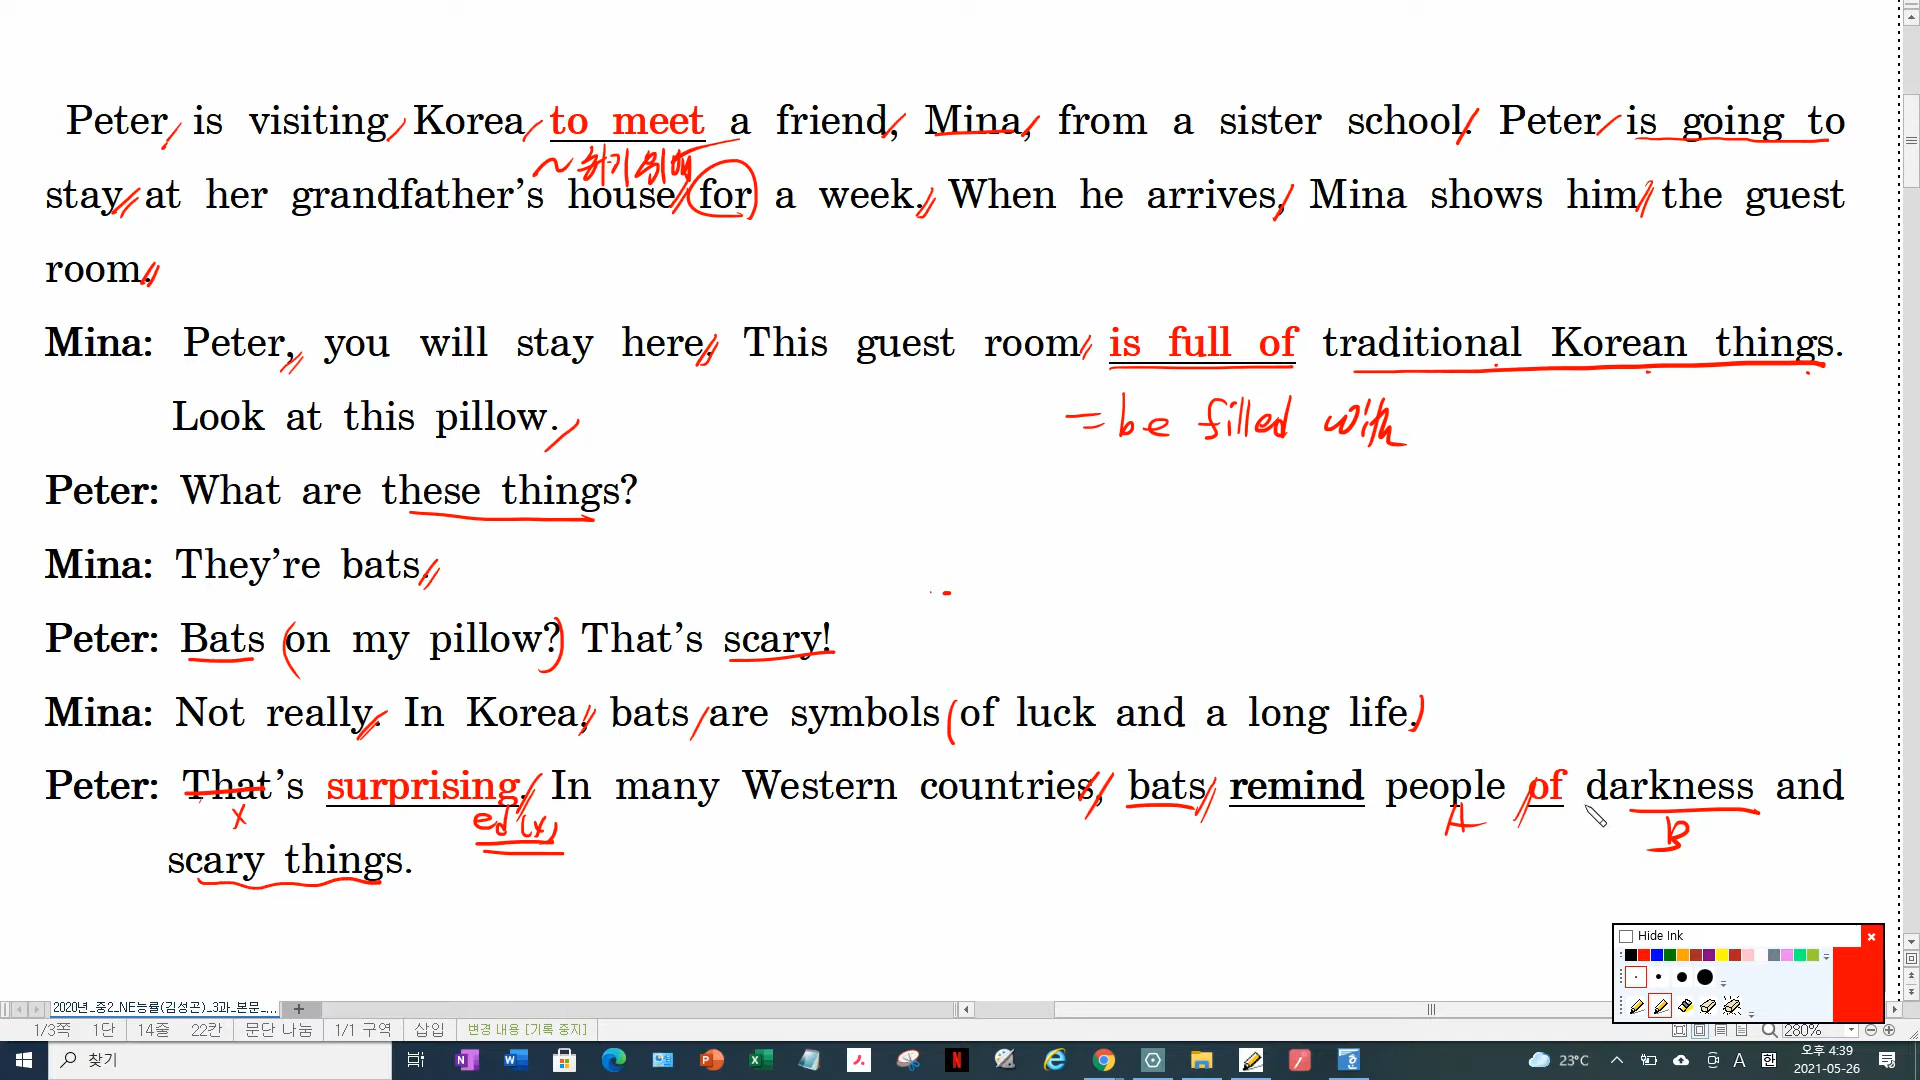 Peter is visiting Korea to meet a friend, Mina, from a sister school. Peter is going to
~하기 위해
stay at her grandfather's house for a week. When he arrives, Mina shows him the guest
room.
Mina: Peter, you will stay here. This guest room is full of traditional Korean things.
Look at this pillow.
= be filled with
Peter: What are these things?
Mina: They're bats.
Peter: Bats on my pillow? That's scary!
Mina: Not really. In Korea, bats are symbols of luck and a long life.
Peter: That's surprising. In many Western countries, bats remind people of darkness and
x ed (x) A B
scary things.
Hide Ink
2020년_중2_NE능률(김성곤)_3과_본문_...
1/3쪽 1단 14줄 22칸 문단 나눔 1/1 구역 삽입 변경 내용 [기록 중지] 280%
찾기 23°C A 한 오후 4:39
2021-05-26